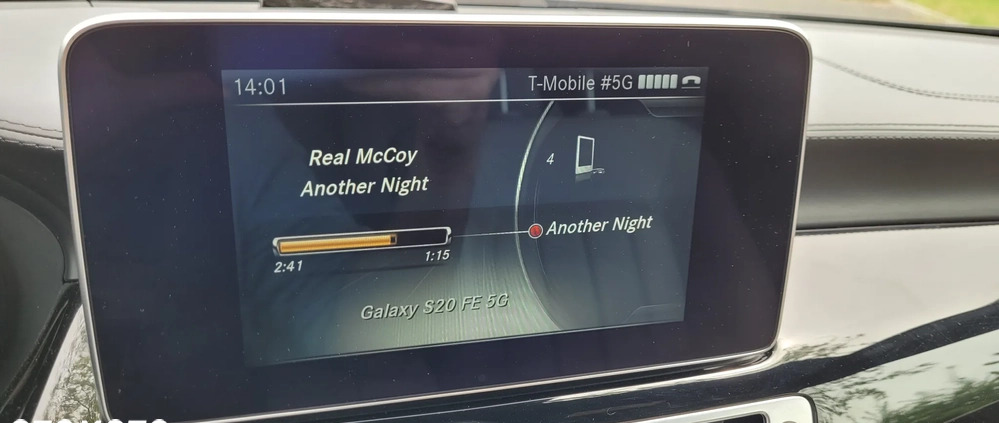 14:01
T-Mobile #5G
Real McCoy
Another Night
4
Another Night
2:41
1:15
Galaxy S20 FE 5G